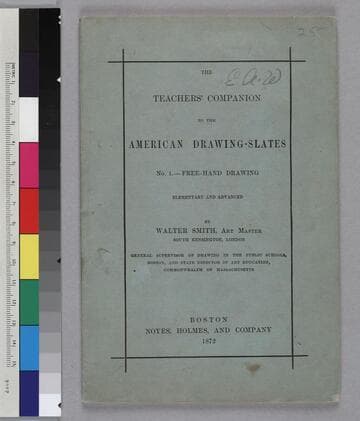 25
E A W
THE
TEACHERS' COMPANION
TO THE
AMERICAN DRAWING-SLATES
No. 1.—FREE-HAND DRAWING
ELEMENTARY AND ADVANCED
BY
WALTER SMITH, ART MASTER
SOUTH KENSINGTON, LONDON
GENERAL SUPERVISOR OF DRAWING IN THE PUBLIC SCHOOLS,
BOSTON, AND STATE DIRECTOR OF ART EDUCATION,
COMMONWEALTH OF MASSACHUSETTS
BOSTON
NOYES, HOLMES, AND COMPANY
1872